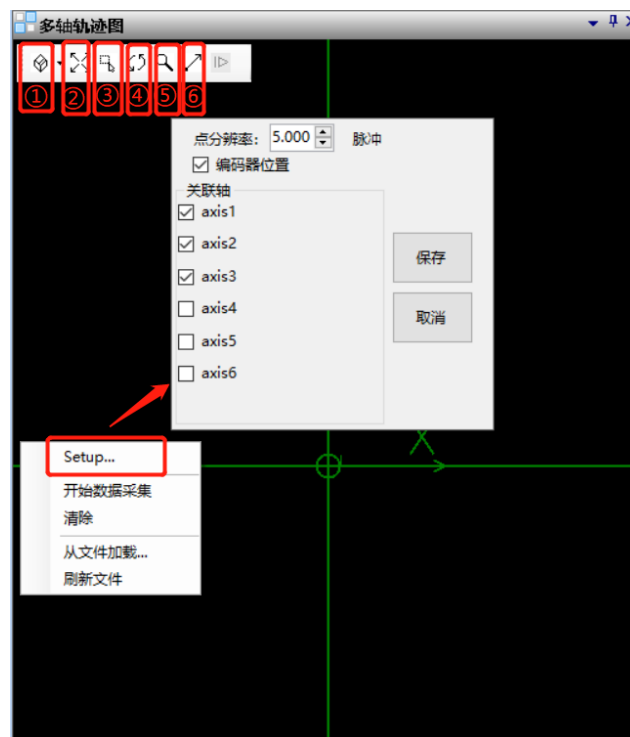 多轴轨迹图
① ② ③ ④ ⑤ ⑥
点分辨率: 5.000 脉冲
编码器位置
关联轴
axis1
axis2
axis3
axis4
axis5
axis6
保存
取消
X
Setup...
开始数据采集
清除
从文件加载...
刷新文件